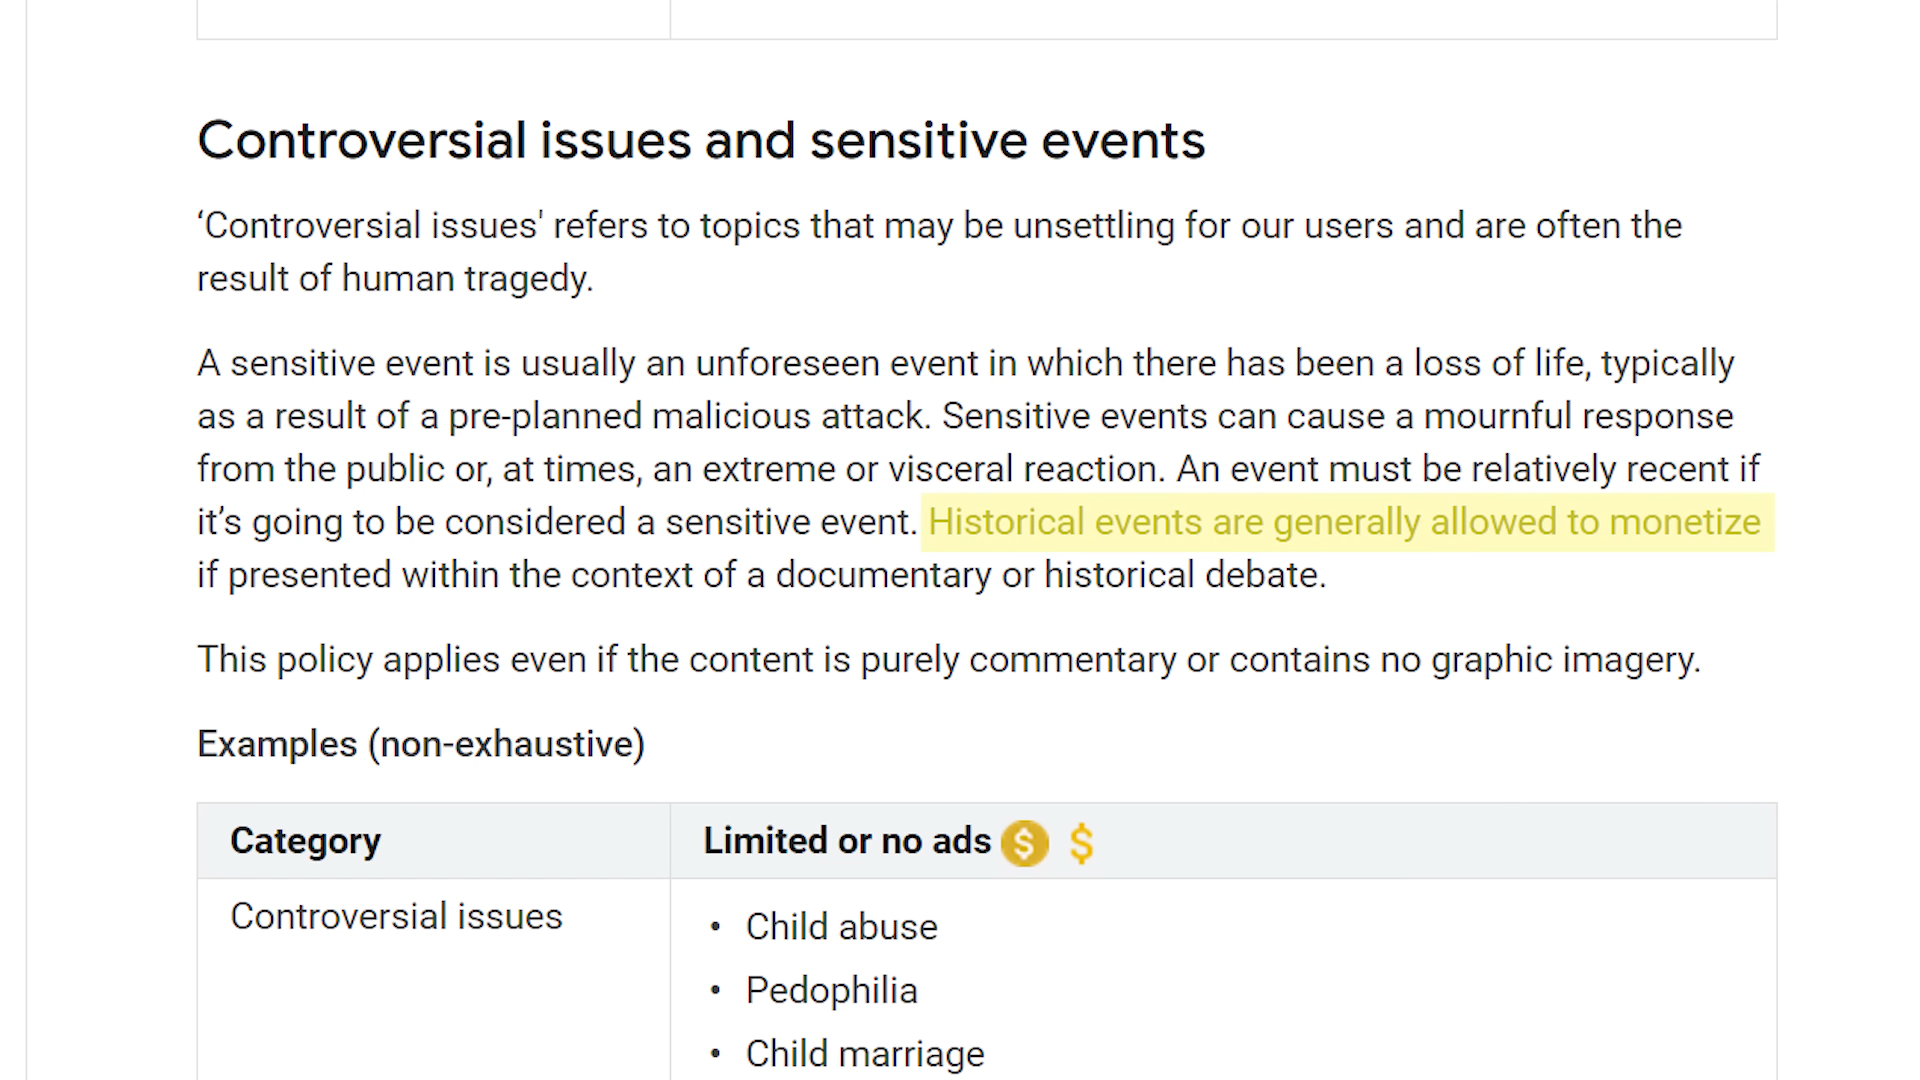 Controversial issues and sensitive events
‘Controversial issues' refers to topics that may be unsettling for our users and are often the
result of human tragedy.
A sensitive event is usually an unforeseen event in which there has been a loss of life, typically
as a result of a pre-planned malicious attack. Sensitive events can cause a mournful response
from the public or, at times, an extreme or visceral reaction. An event must be relatively recent if
it’s going to be considered a sensitive event. Historical events are generally allowed to monetize
if presented within the context of a documentary or historical debate.
This policy applies even if the content is purely commentary or contains no graphic imagery.
Examples (non-exhaustive)
Category
Limited or no ads $ $
Controversial issues
• Child abuse
• Pedophilia
• Child marriage